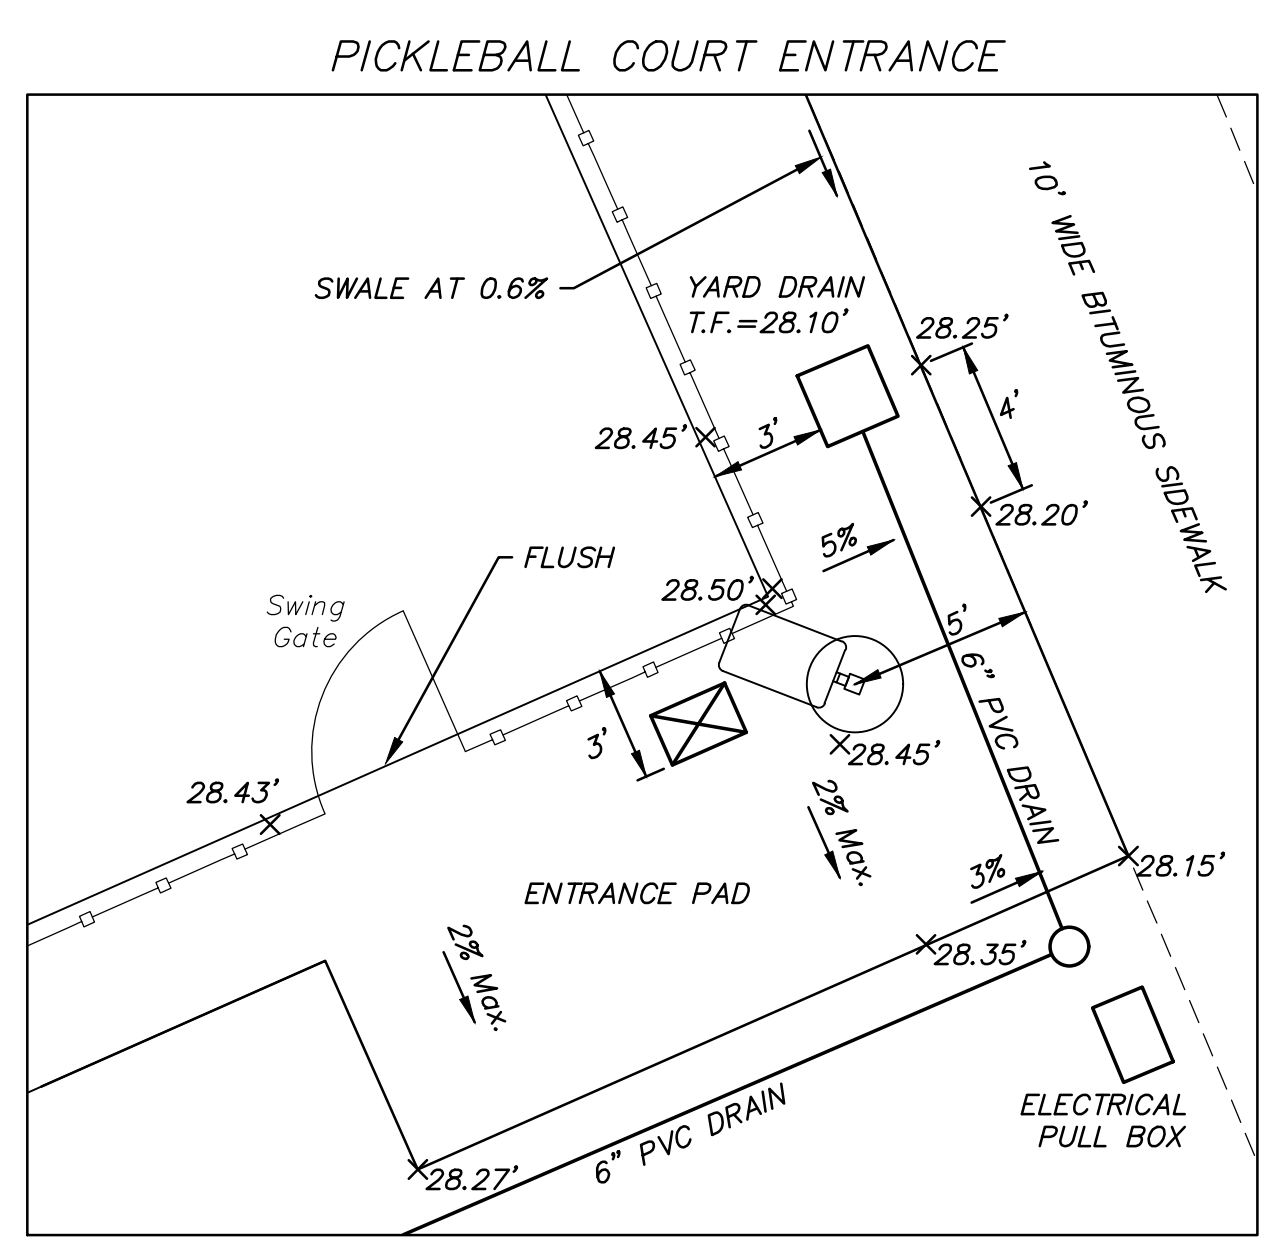 PICKLEBALL COURT ENTRANCE
10' WIDE BITUMINOUS SIDEWALK
SWALE AT 0.6%
YARD DRAIN
T.F.=28.10'
28.25'
4'
28.45'
3'
28.20'
5%
FLUSH
28.50'
Swing
Gate
5'
6" PVC DRAIN
3'
28.45'
28.43'
2% Max.
3%
28.15'
ENTRANCE PAD
2% Max.
28.35'
ELECTRICAL
PULL BOX
6" PVC DRAIN
28.27'